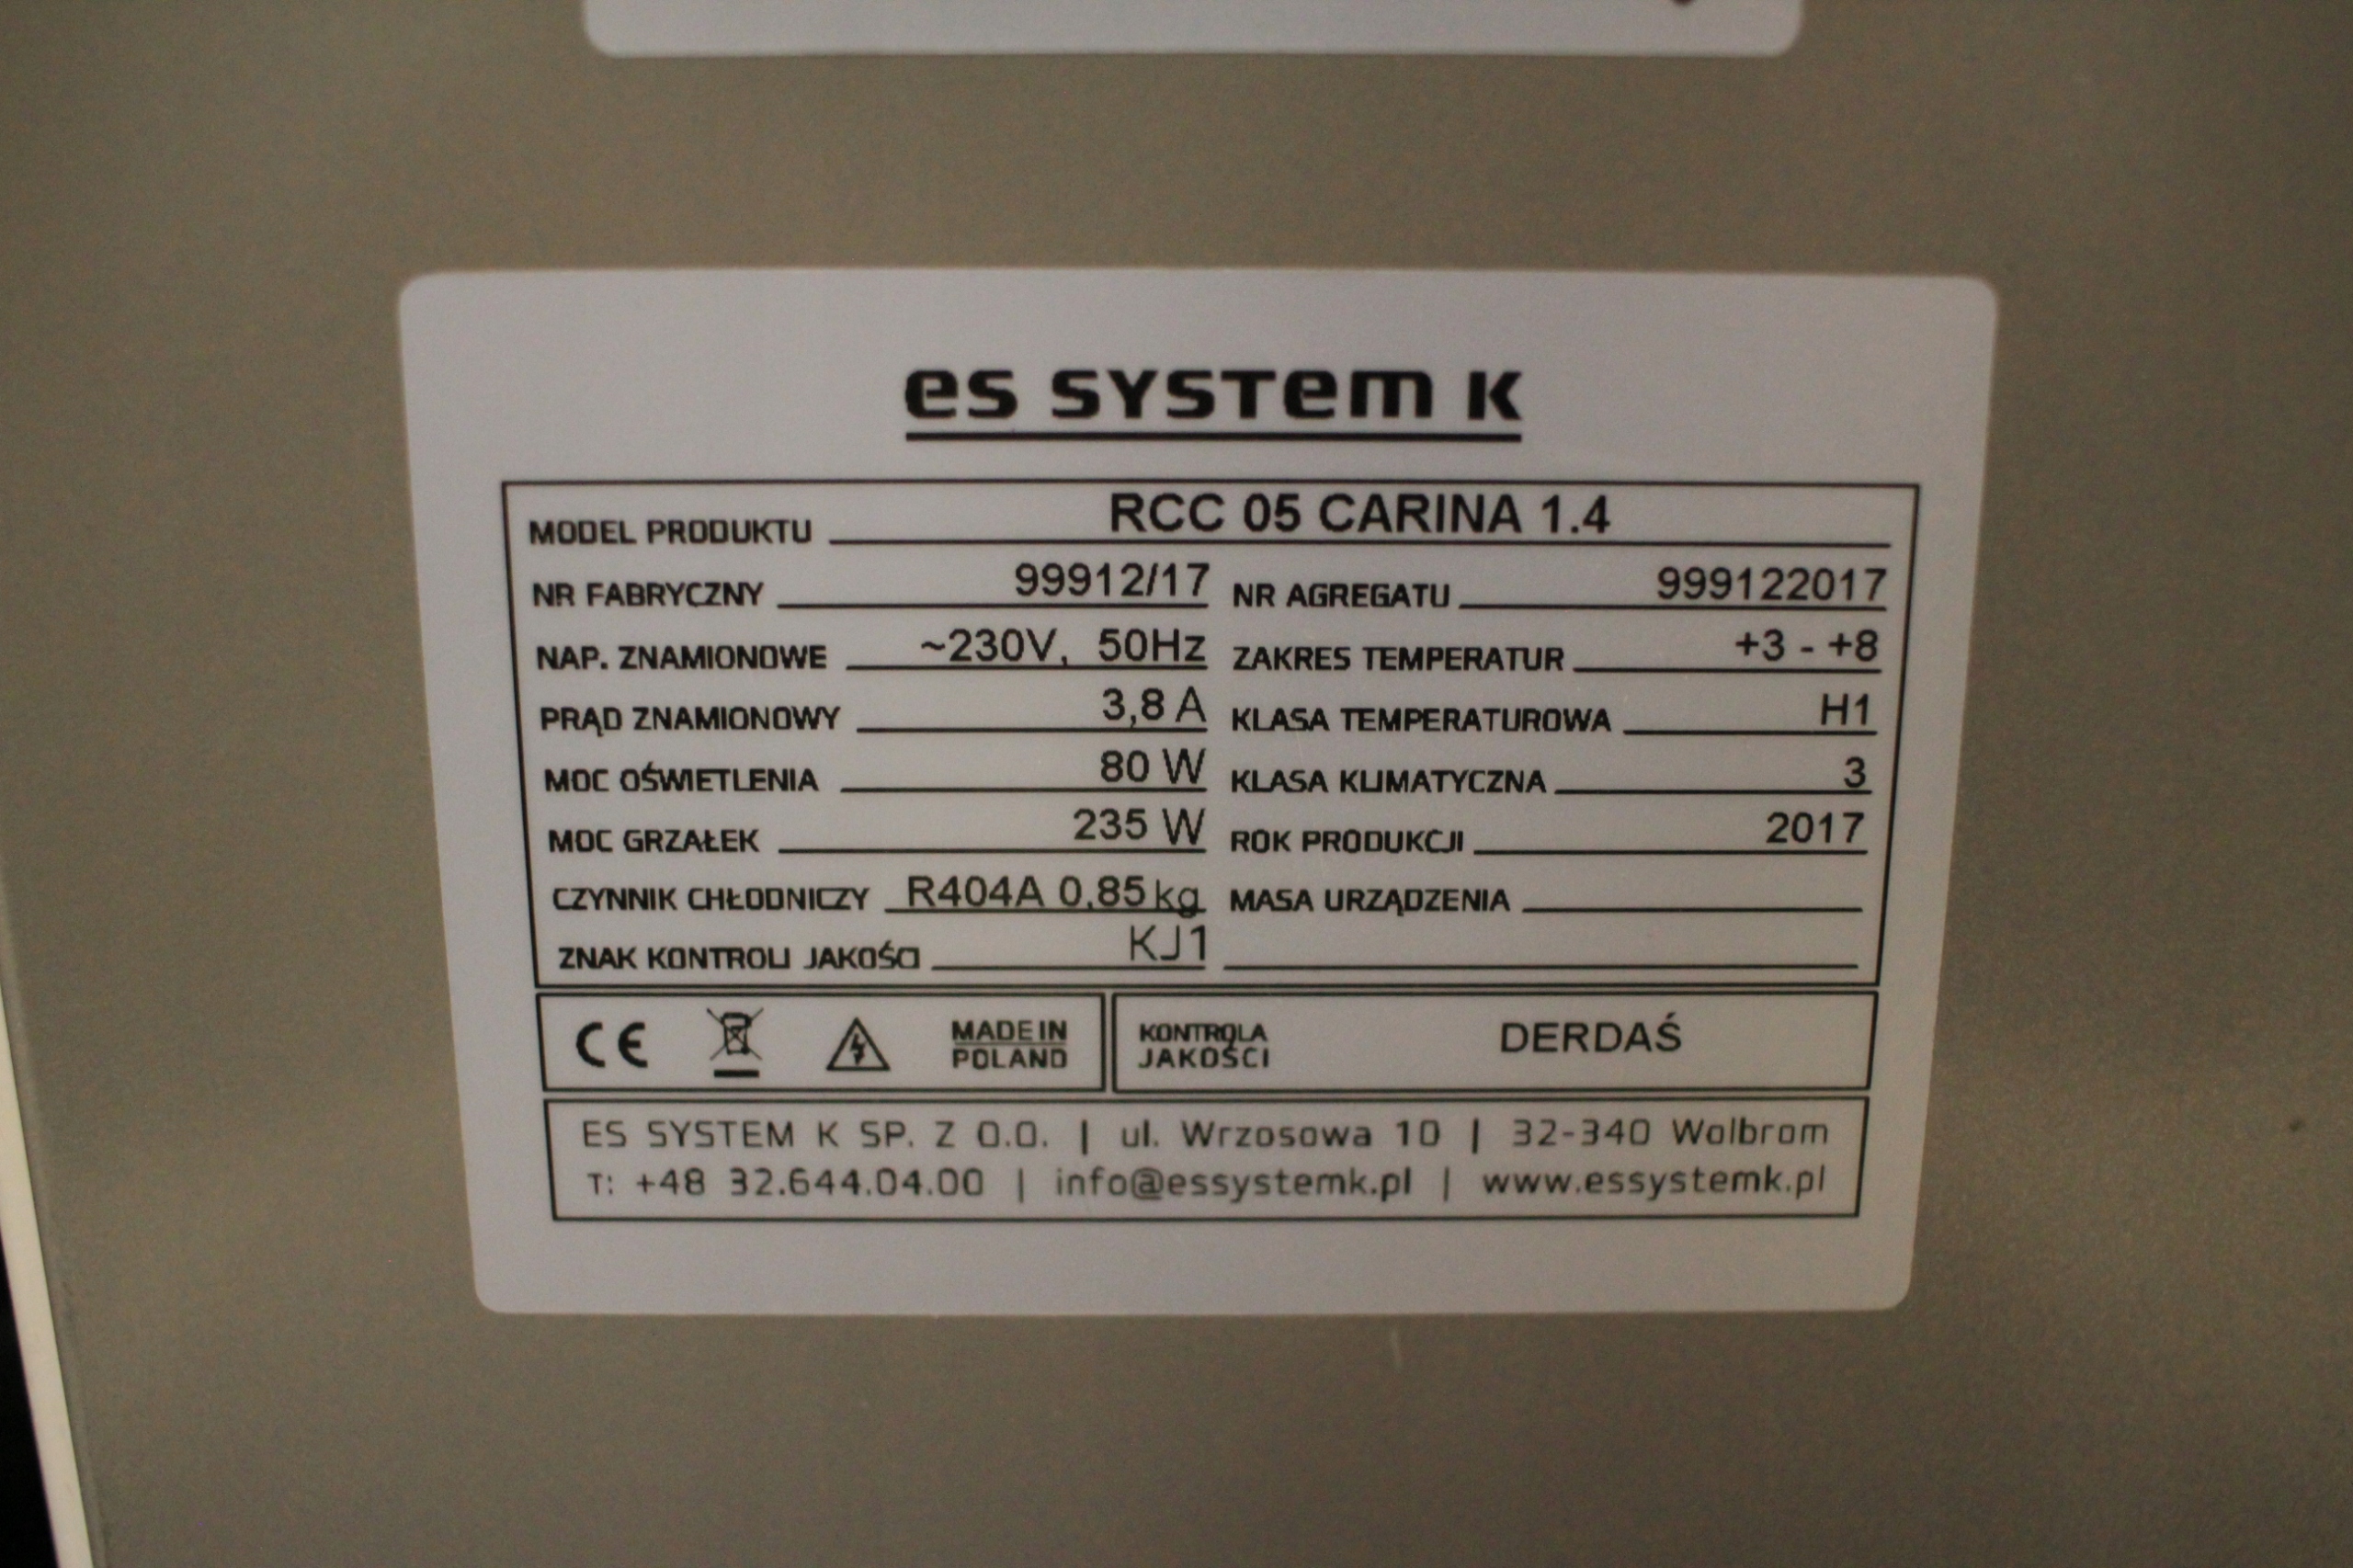 es system k
MODEL PRODUKTU RCC 05 CARINA 1.4
NR FABRYCZNY 99912/17 NR AGREGATU 999122017
NAP. ZNAMIONOWE ~230V, 50Hz ZAKRES TEMPERATUR +3 - +8
PRĄD ZNAMIONOWY 3,8 A KLASA TEMPERATUROWA H1
MOC OŚWIETLENIA 80 W KLASA KLIMATYCZNA 3
MOC GRZAŁEK 235 W ROK PRODUKCJI 2017
CZYNNIK CHŁODNICZY R404A 0,85 kg MASA URZĄDZENIA
ZNAK KONTROLI JAKOŚCI KJ1
CE MADE IN
POLAND
KONTROLA
JAKOŚCI
DERDAŚ
ES SYSTEM K SP. Z O.O. | ul. Wrzosowa 10 | 32-340 Wolbrom
T: +48 32.644.04.00 | info@essystemk.pl | www.essystemk.pl